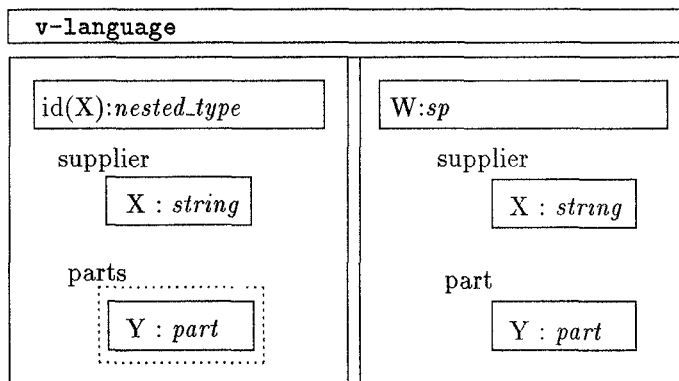 v-language
id(X):nested_type
supplier
X : string
parts
Y : part
W:sp
supplier
X : string
part
Y : part